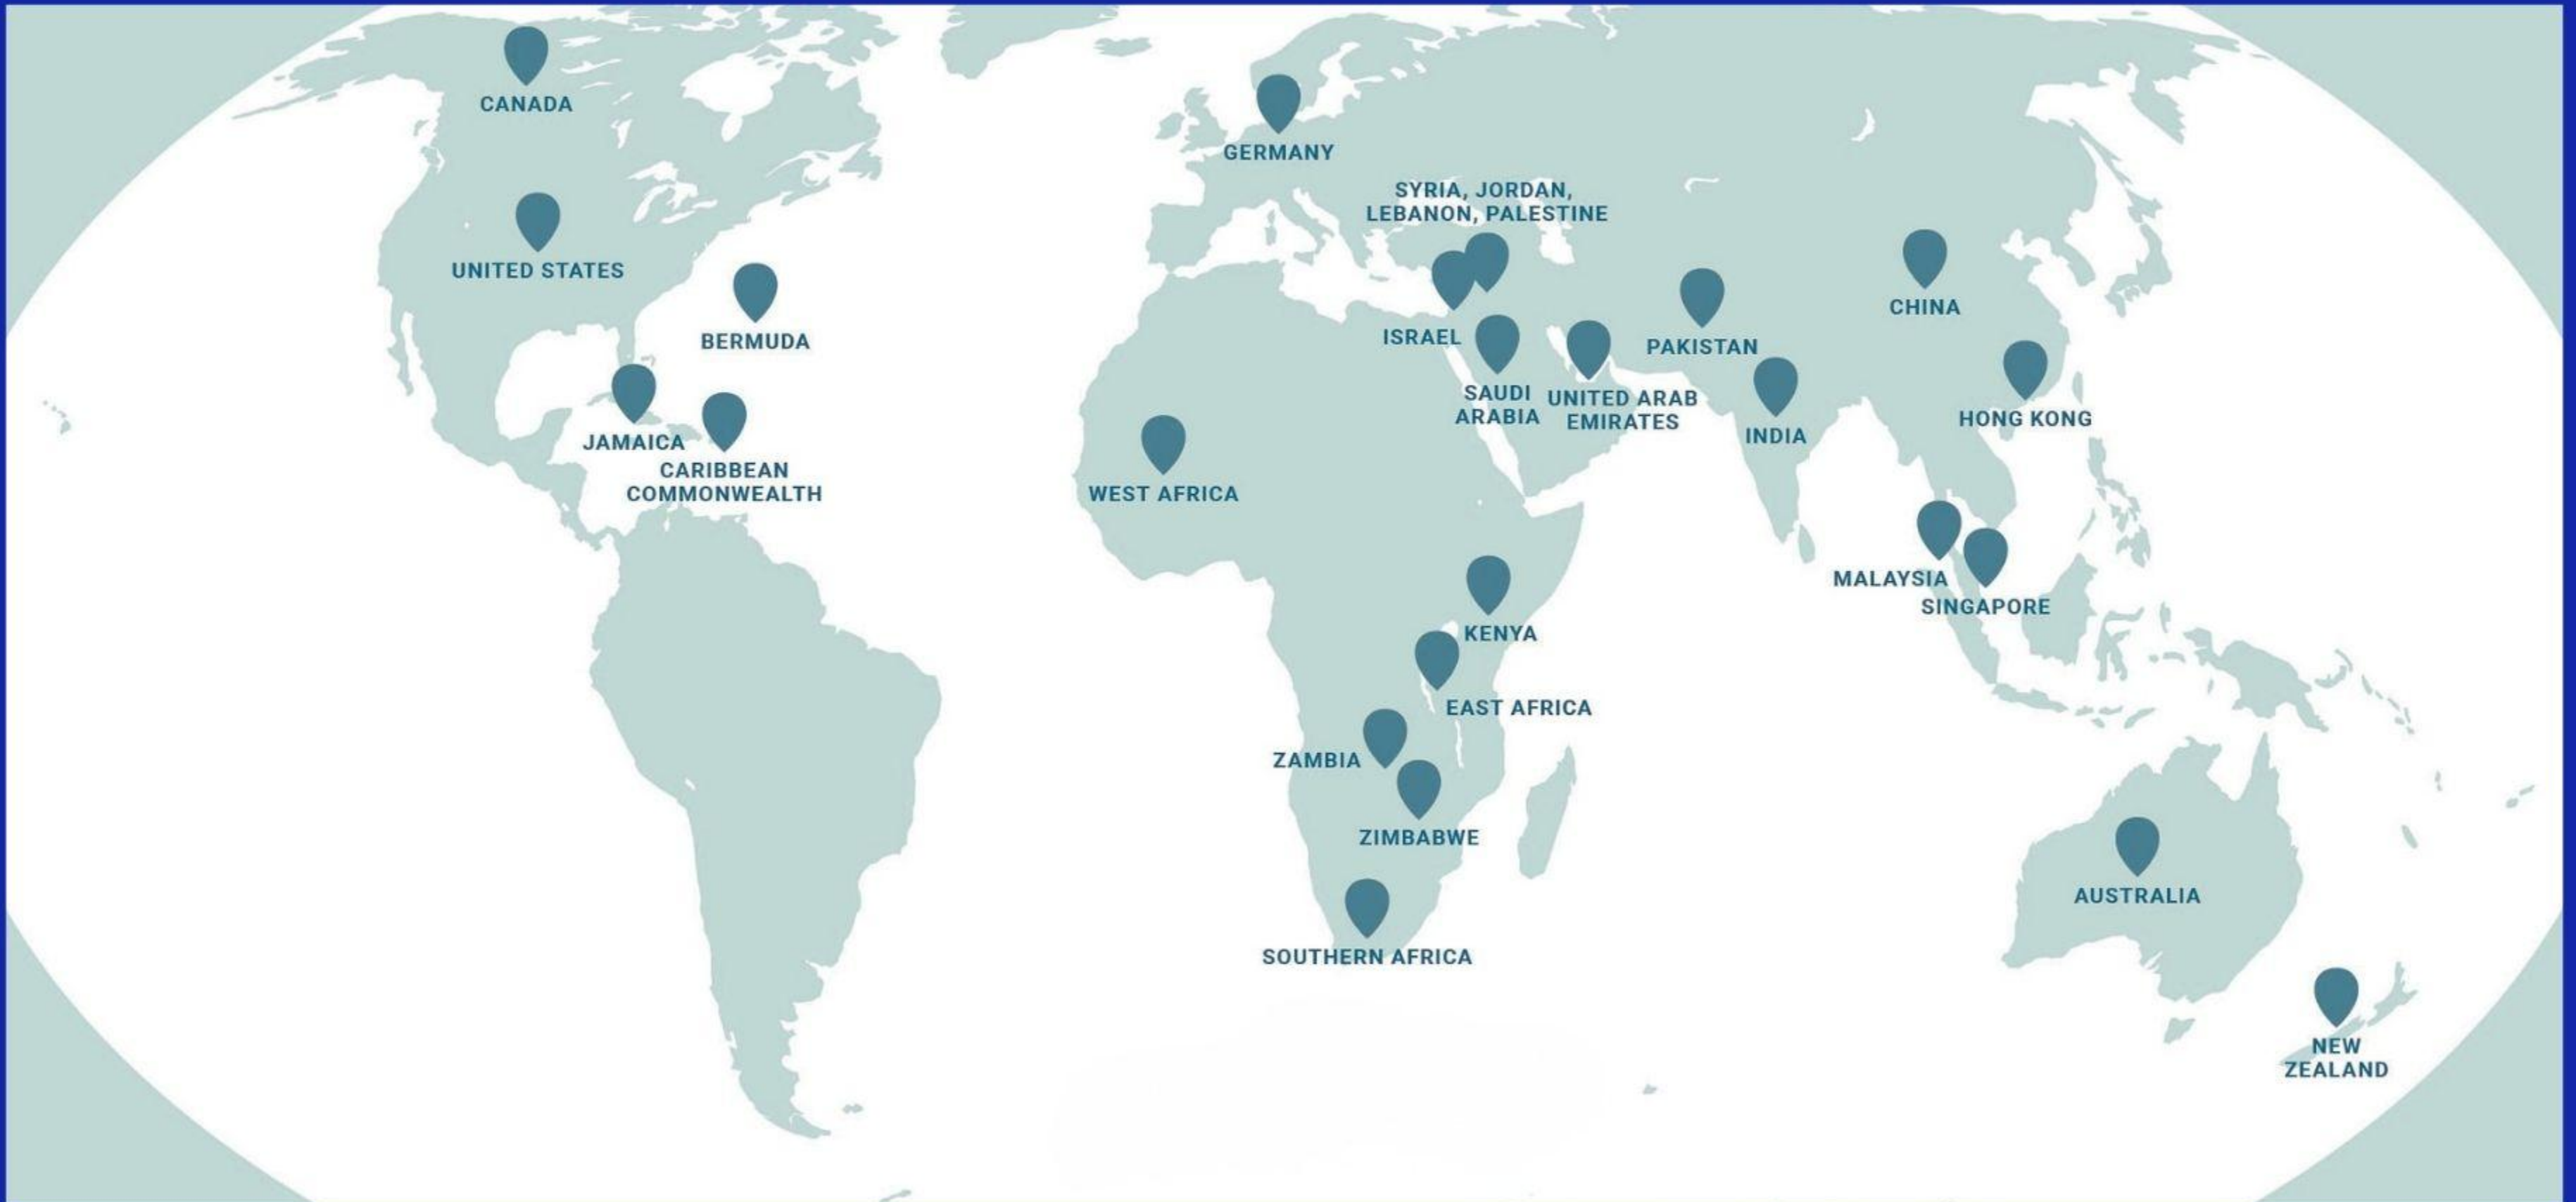 CANADA
GERMANY
SYRIA, JORDAN,
LEBANON, PALESTINE
UNITED STATES
BERMUDA
ISRAEL
PAKISTAN
CHINA
SAUDI
ARABIA
UNITED ARAB
EMIRATES
INDIA
HONG KONG
JAMAICA
CARIBBEAN
COMMONWEALTH
WEST AFRICA
MALAYSIA
SINGAPORE
KENYA
EAST AFRICA
ZAMBIA
ZIMBABWE
AUSTRALIA
SOUTHERN AFRICA
NEW
ZEALAND